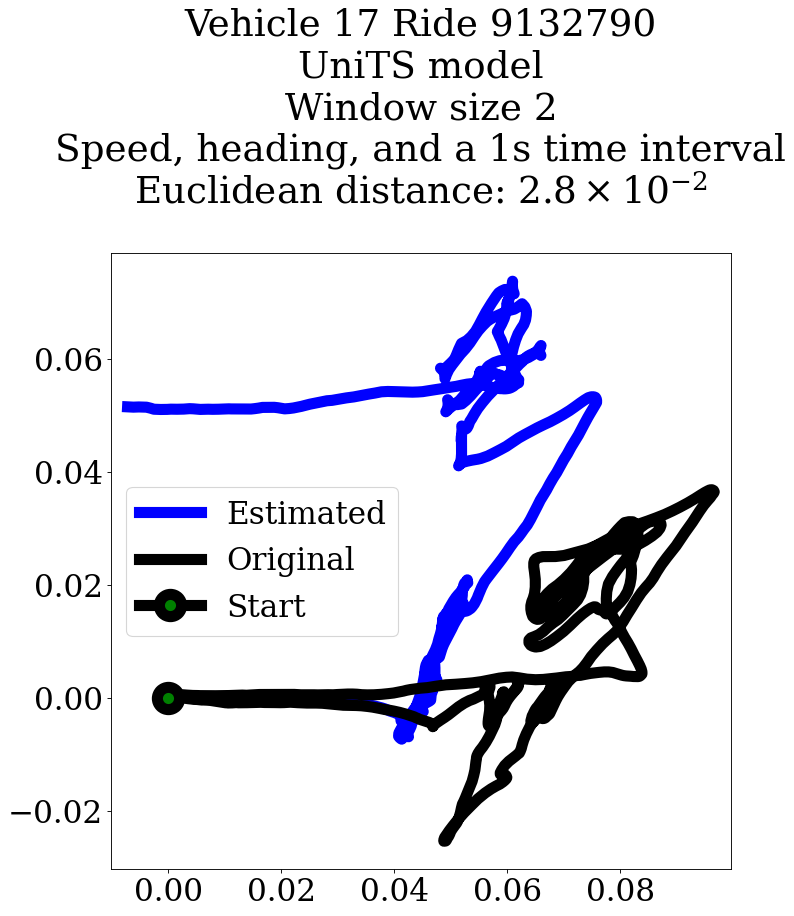 Vehicle 17 Ride 9132790
UniTS model
Window size 2
Speed, heading, and a 1s time interval
Euclidean distance: 2.8 × 10⁻²
0.06
0.04
Estimated
Original
0.02
Start
0.00
−0.02
0.00 0.02 0.04 0.06 0.08